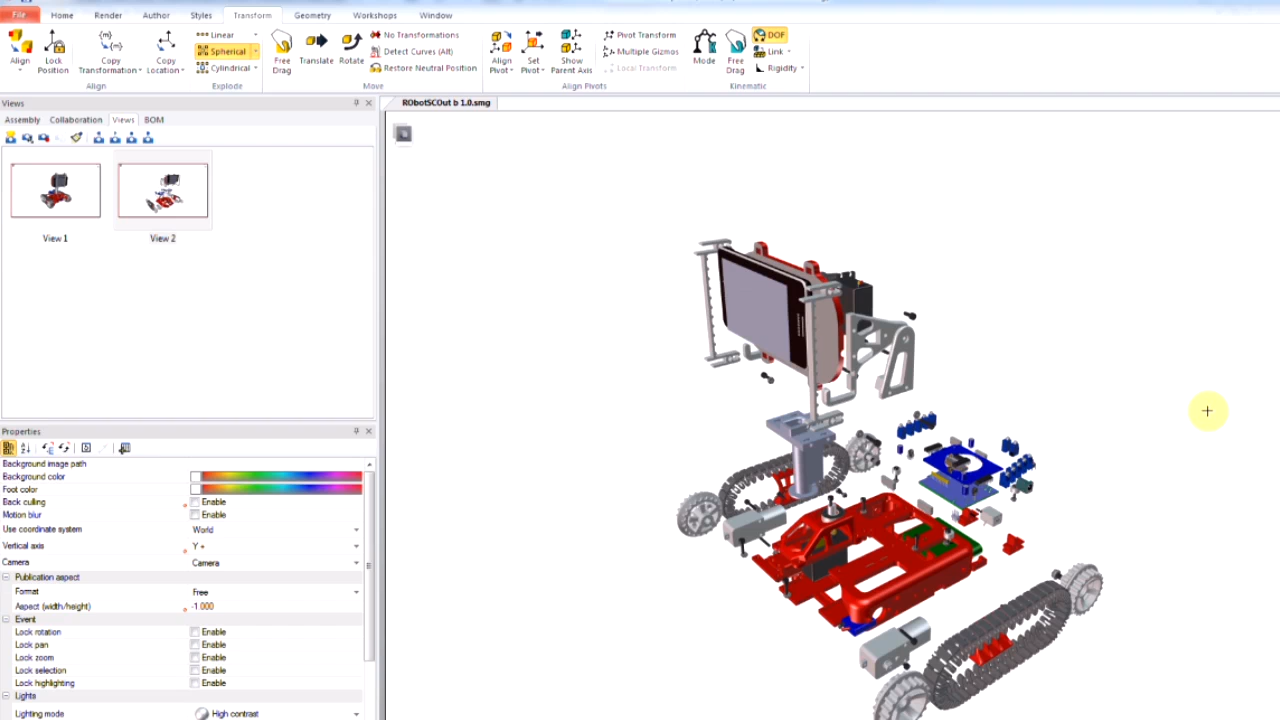 File Home Render Author Styles Transform Geometry Workshops Window
Linear
Spherical
Cylindrical
No Transformations
Detect Curves (Alt)
Restore Neutral Position
Pivot Transform
Multiple Gizmos
Local Transform
DOF
Link
Rigidity
Align
Lock Position
Copy Transformation
Copy Location
Free Drag
Translate
Rotate
Align Pivot
Set Pivot
Show Parent Axis
Mode
Free Drag
Align Explode Move Align Pivots Kinematic
Views
RObotSCOut b 1.0.smg
Assembly Collaboration Views BOM
View 1 View 2
Properties
Background image path
Background color
Foot color
Back culling Enable
Motion blur Enable
Use coordinate system World
Vertical axis Y +
Camera Camera
Publication aspect
Format Free
Aspect (width/height) -1.000
Event
Lock rotation Enable
Lock pan Enable
Lock zoom Enable
Lock selection Enable
Lock highlighting Enable
Lights
Lighting mode High contrast